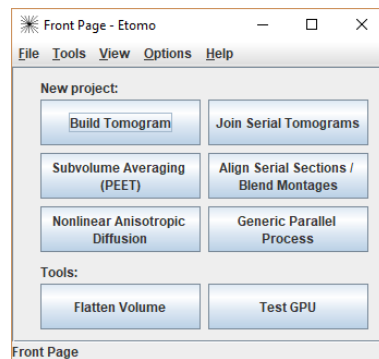 Front Page - Etomo
File Tools View Options Help
New project:
Build Tomogram
Join Serial Tomograms
Subvolume Averaging
(PEET)
Align Serial Sections /
Blend Montages
Nonlinear Anisotropic
Diffusion
Generic Parallel
Process
Tools:
Flatten Volume
Test GPU
Front Page